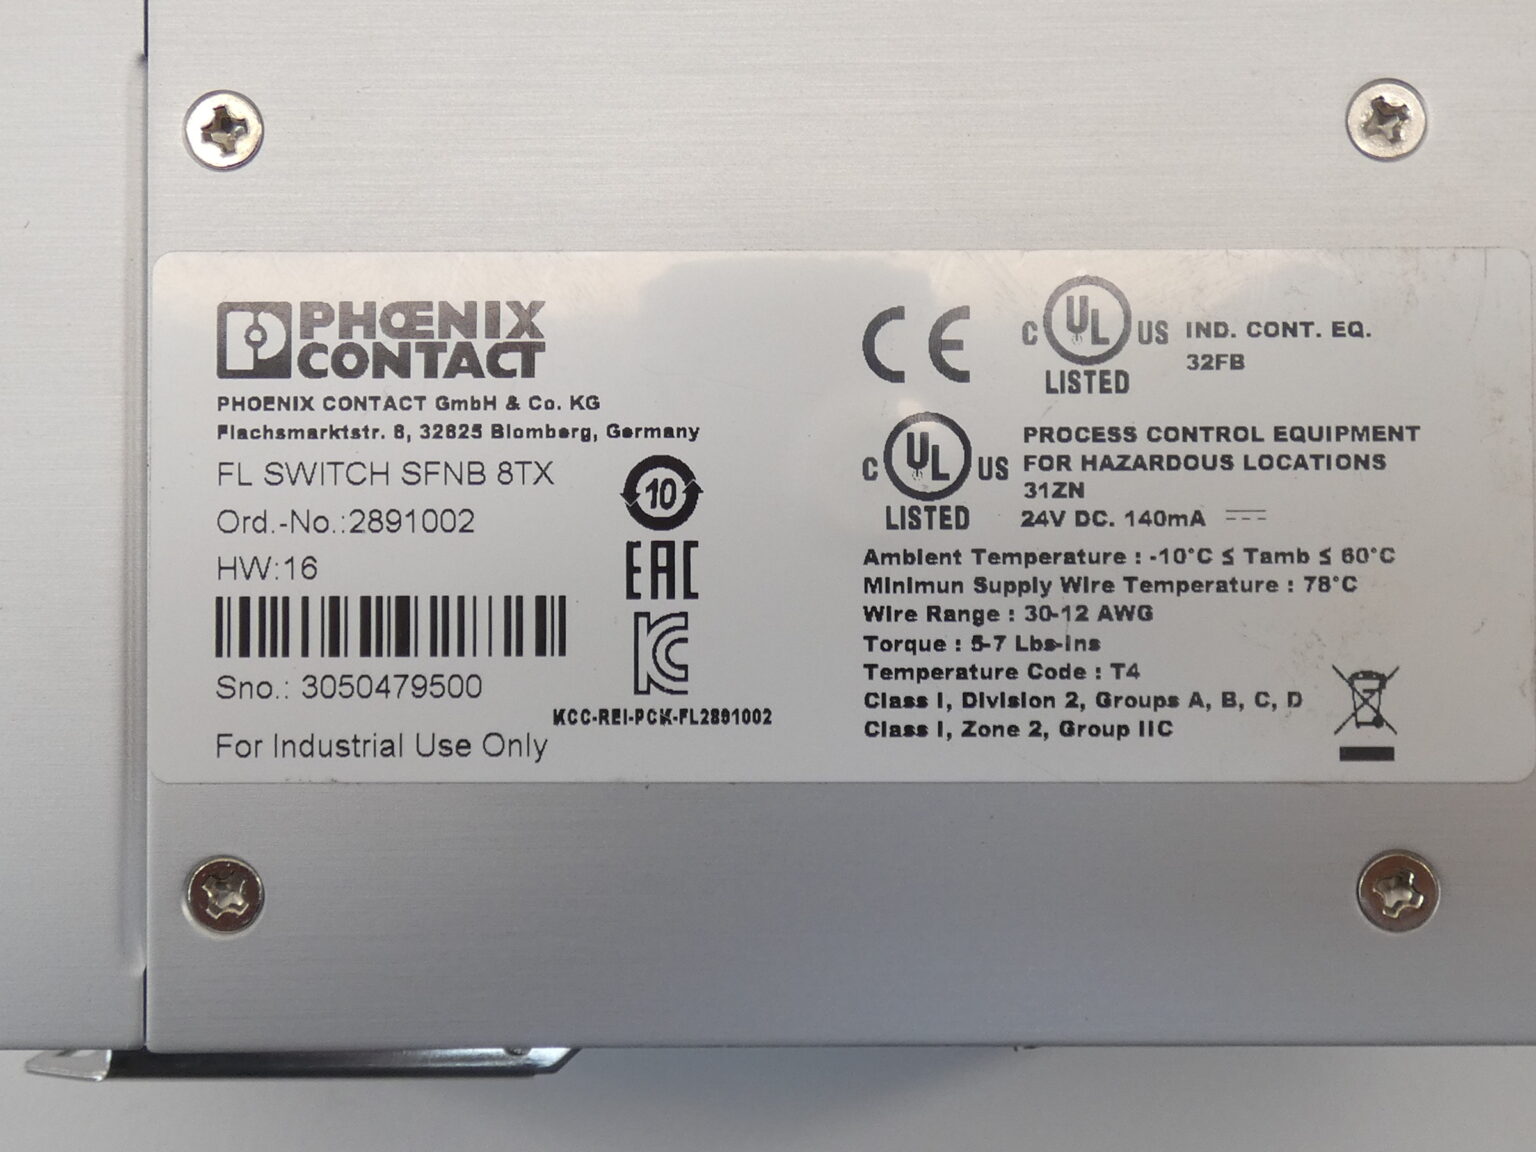 PHŒNIX
CONTACT
PHOENIX CONTACT GmbH & Co. KG
Flachsmarktstr. 8, 32825 Blomberg, Germany
FL SWITCH SFNB 8TX
Ord.-No.:2891002
HW:16
Sno.: 3050479500
For Industrial Use Only
10
EAC
KC
KCC-REI-PCK-FL2891002
CE
C UL US LISTED
IND. CONT. EQ.
32FB
C UL US LISTED
PROCESS CONTROL EQUIPMENT
FOR HAZARDOUS LOCATIONS
31ZN
24V DC. 140mA
Ambient Temperature : -10°C ≤ Tamb ≤ 60°C
Minimun Supply Wire Temperature : 78°C
Wire Range : 30-12 AWG
Torque : 5-7 Lbs-Ins
Temperature Code : T4
Class I, Division 2, Groups A, B, C, D
Class I, Zone 2, Group IIC